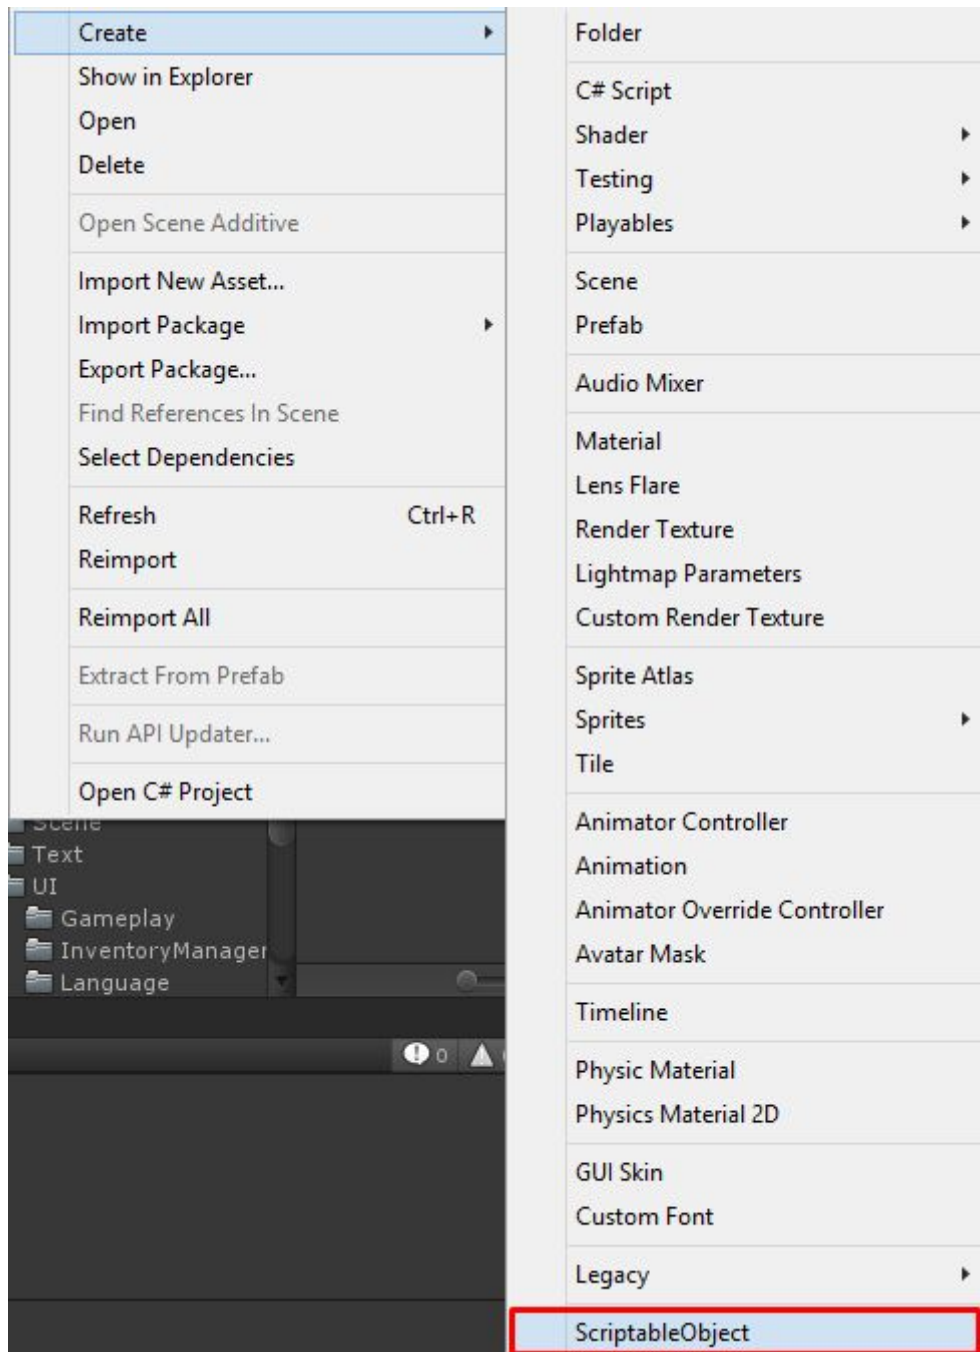 Create
Show in Explorer
Open
Delete
Open Scene Additive
Import New Asset...
Import Package
Export Package...
Find References In Scene
Select Dependencies
Refresh Ctrl+R
Reimport
Reimport All
Extract From Prefab
Run API Updater...
Open C# Project
Scene
Text
UI
Gameplay
InventoryManager
Language
0
Folder
C# Script
Shader
Testing
Playables
Scene
Prefab
Audio Mixer
Material
Lens Flare
Render Texture
Lightmap Parameters
Custom Render Texture
Sprite Atlas
Sprites
Tile
Animator Controller
Animation
Animator Override Controller
Avatar Mask
Timeline
Physic Material
Physics Material 2D
GUI Skin
Custom Font
Legacy
ScriptableObject